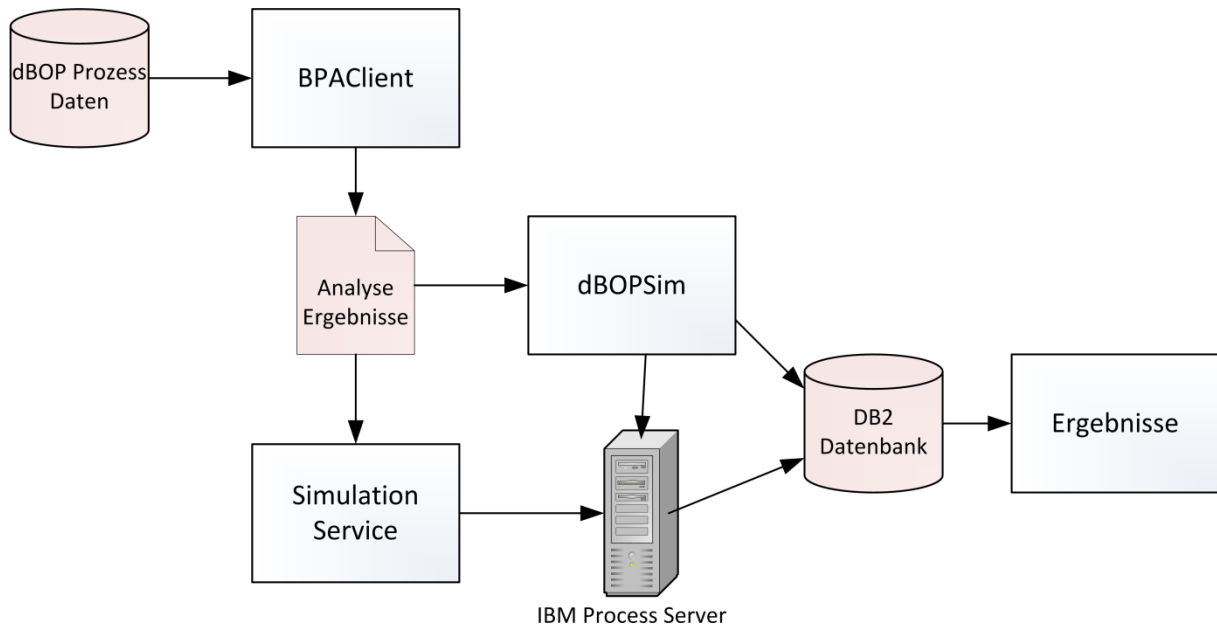 dBOP Prozess
Daten
BPAClient
Analyse
Ergebnisse
dBOPSim
DB2
Datenbank
Ergebnisse
Simulation
Service
IBM Process Server